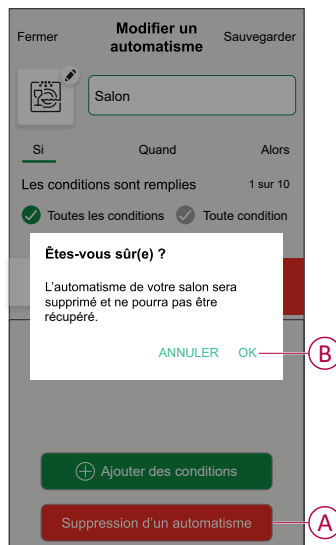 Fermer
Modifier un
automatisme
Sauvegarder
Salon
Si
Quand
Alors
Les conditions sont remplies
1 sur 10
Toutes les conditions
Toute condition
Êtes-vous sûr(e) ?
L'automatisme de votre salon sera
supprimé et ne pourra pas être
récupéré.
ANNULER
OK
B
Ajouter des conditions
Suppression d'un automatisme
A